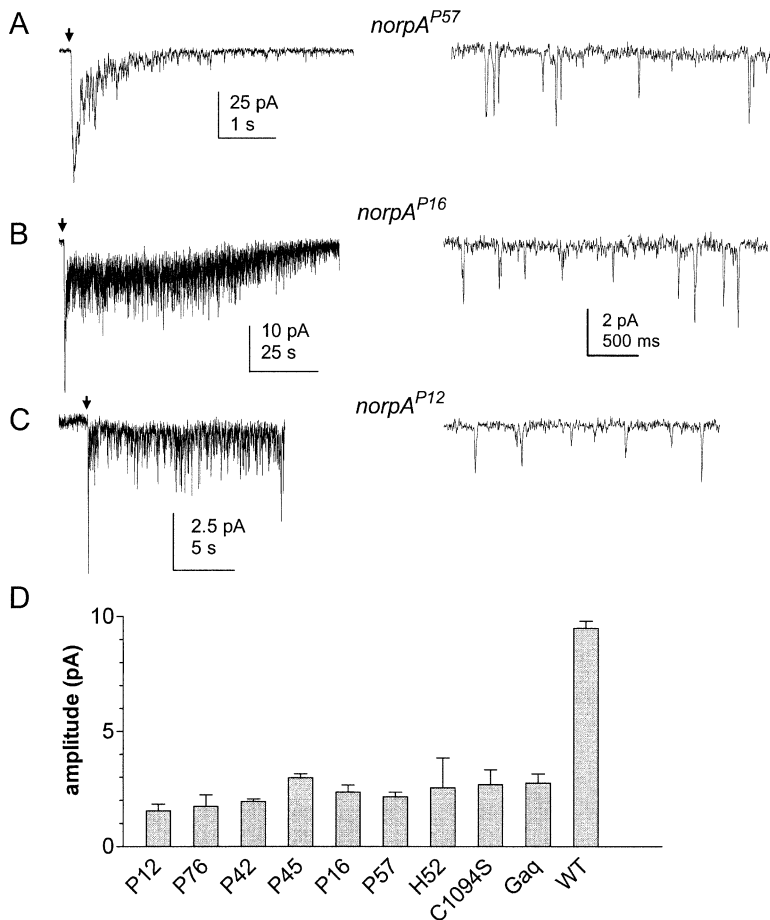 A
norpA^P57
25 pA
1 s
B
norpA^P16
10 pA
25 s
2 pA
500 ms
C
norpA^P12
2.5 pA
5 s
D
amplitude (pA)
10
5
0
P12
P76
P42
P45
P16
P57
H52
C1094S
Gaq
WT